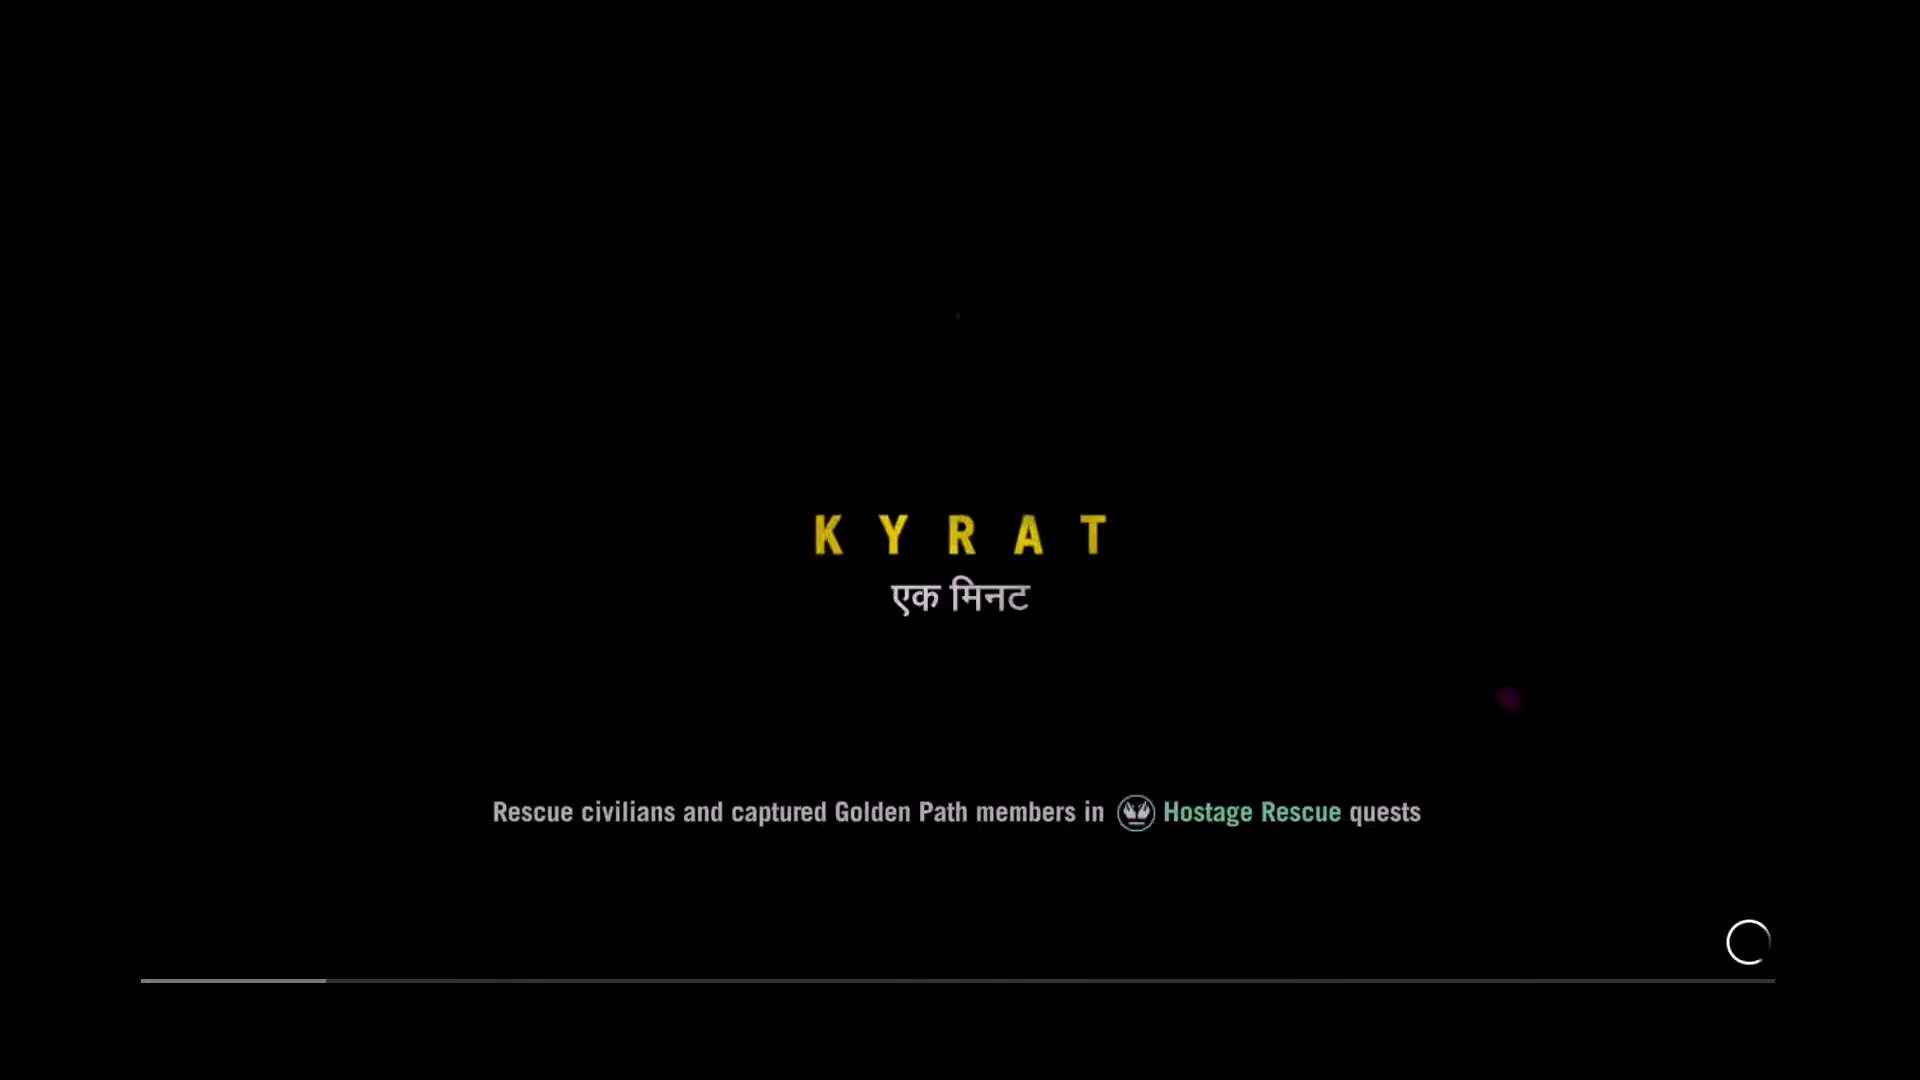 KYRAT
एक मिनट
Rescue civilians and captured Golden Path members in Hostage Rescue quests